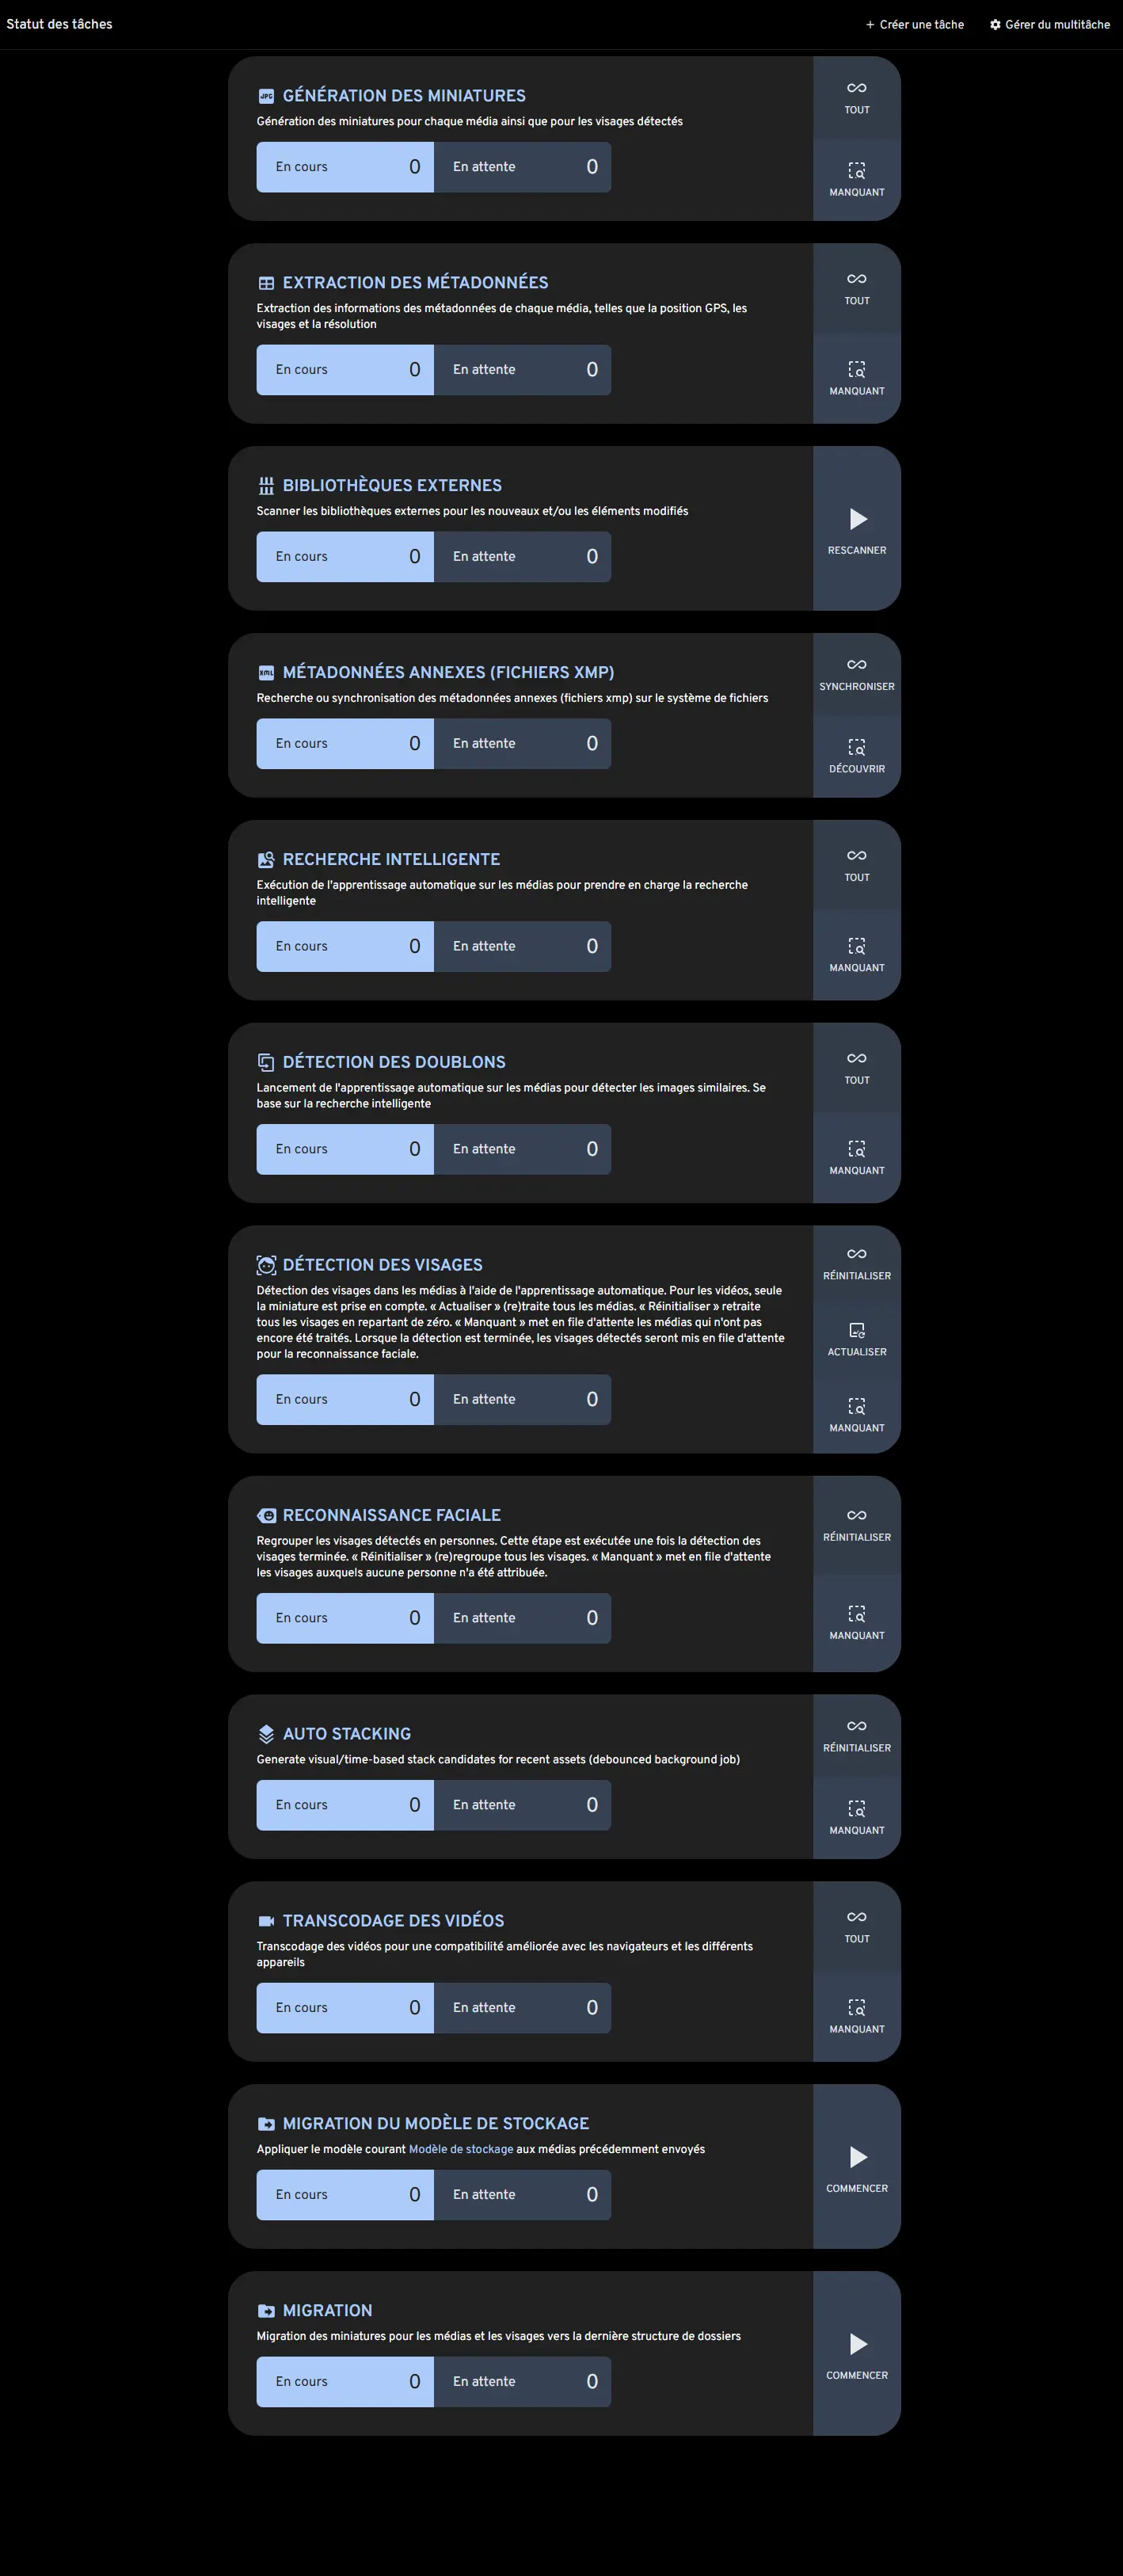 Statut des tâches
Créer une tâche
Gérer du multitâche
JPG
GÉNÉRATION DES MINIATURES
Génération des miniatures pour chaque média ainsi que pour les visages détectés
En cours 0 En attente 0
TOUT
MANQUANT
EXTRACTION DES MÉTADONNÉES
Extraction des informations des métadonnées de chaque média, telles que la position GPS, les
visages et la résolution
En cours 0 En attente 0
TOUT
MANQUANT
BIBLIOTHÈQUES EXTERNES
Scanner les bibliothèques externes pour les nouveaux et/ou les éléments modifiés
En cours 0 En attente 0
RESCANNER
XML
MÉTADONNÉES ANNEXES (FICHIERS XMP)
Recherche ou synchronisation des métadonnées annexes (fichiers xmp) sur le système de fichiers
En cours 0 En attente 0
SYNCHRONISER
DÉCOUVRIR
RECHERCHE INTELLIGENTE
Exécution de l'apprentissage automatique sur les médias pour prendre en charge la recherche
intelligente
En cours 0 En attente 0
TOUT
MANQUANT
DÉTECTION DES DOUBLONS
Lancement de l'apprentissage automatique sur les médias pour détecter les images similaires. Se
base sur la recherche intelligente
En cours 0 En attente 0
TOUT
MANQUANT
DÉTECTION DES VISAGES
Détection des visages dans les médias à l'aide de l'apprentissage automatique. Pour les vidéos, seule
la miniature est prise en compte. « Actualiser » (re)traite tous les médias. « Réinitialiser » retraite
tous les visages en repartant de zéro. « Manquant » met en file d'attente les médias qui n'ont pas
encore été traités. Lorsque la détection est terminée, les visages détectés seront mis en file d'attente
pour la reconnaissance faciale.
En cours 0 En attente 0
RÉINITIALISER
ACTUALISER
MANQUANT
RECONNAISSANCE FACIALE
Regrouper les visages détectés en personnes. Cette étape est exécutée une fois la détection des
visages terminée. « Réinitialiser » (re)regroupe tous les visages. « Manquant » met en file d'attente
les visages auxquels aucune personne n'a été attribuée.
En cours 0 En attente 0
RÉINITIALISER
MANQUANT
AUTO STACKING
Generate visual/time-based stack candidates for recent assets (debounced background job)
En cours 0 En attente 0
RÉINITIALISER
MANQUANT
TRANSCODAGE DES VIDÉOS
Transcodage des vidéos pour une compatibilité améliorée avec les navigateurs et les différents
appareils
En cours 0 En attente 0
TOUT
MANQUANT
MIGRATION DU MODÈLE DE STOCKAGE
Appliquer le modèle courant Modèle de stockage aux médias précédemment envoyés
En cours 0 En attente 0
COMMENCER
MIGRATION
Migration des miniatures pour les médias et les visages vers la dernière structure de dossiers
En cours 0 En attente 0
COMMENCER